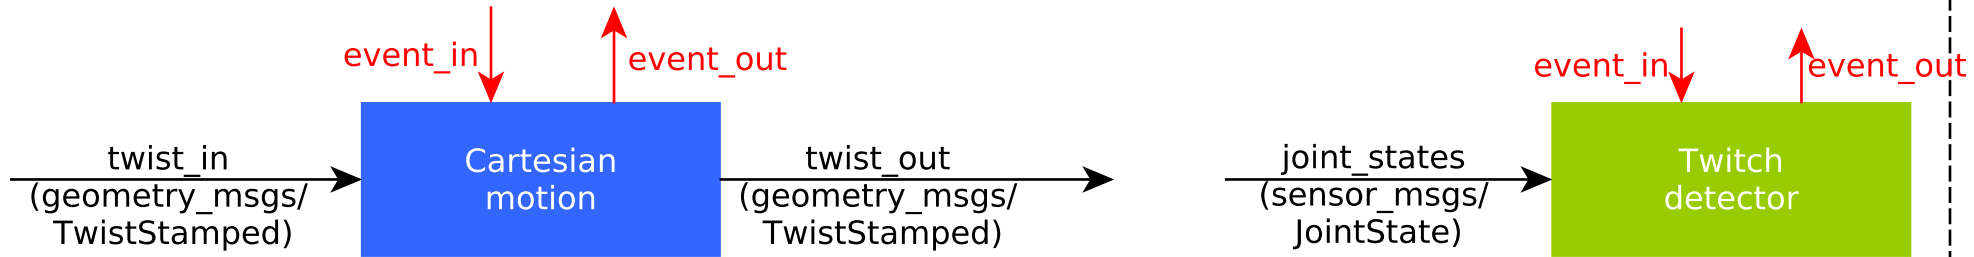 event_in
event_out
twist_in
(geometry_msgs/
TwistStamped)
Cartesian
motion
twist_out
(geometry_msgs/
TwistStamped)
event_in
event_out
joint_states
(sensor_msgs/
JointState)
Twitch
detector